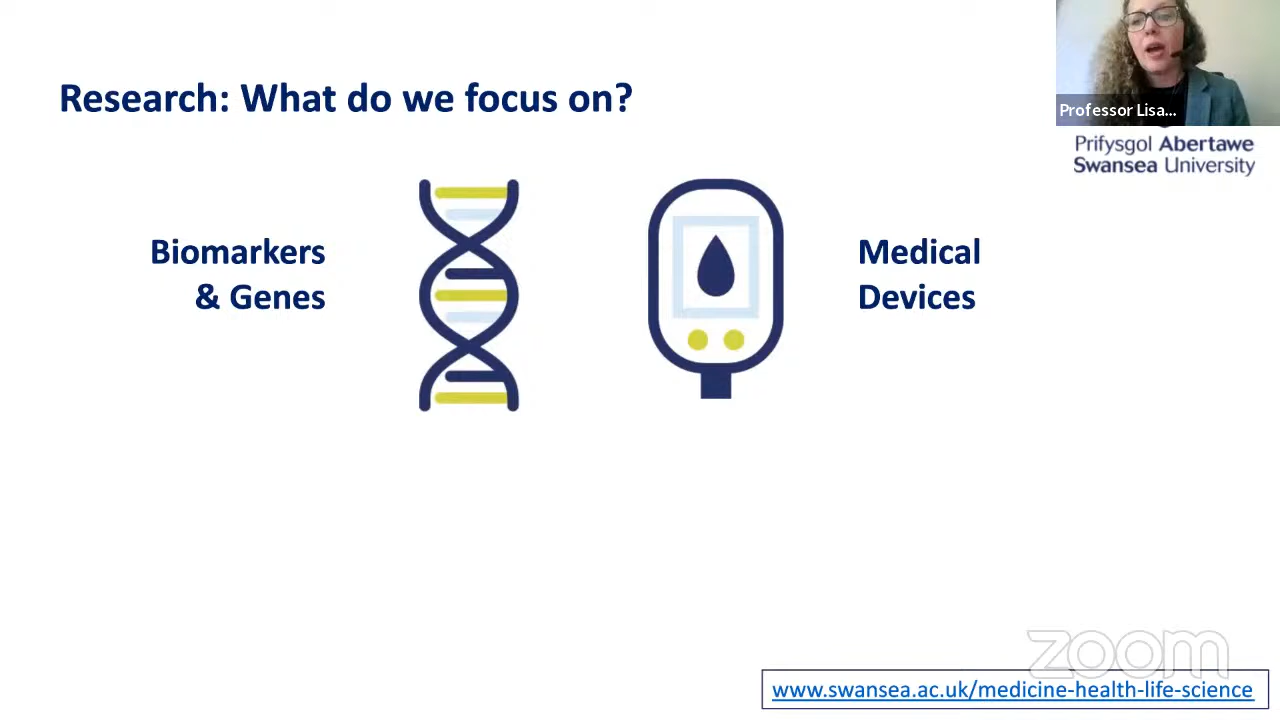 Research: What do we focus on?
Professor Lisa...
Prifysgol Abertawe
Swansea University
Biomarkers
& Genes
Medical
Devices
zoom
www.swansea.ac.uk/medicine-health-life-science